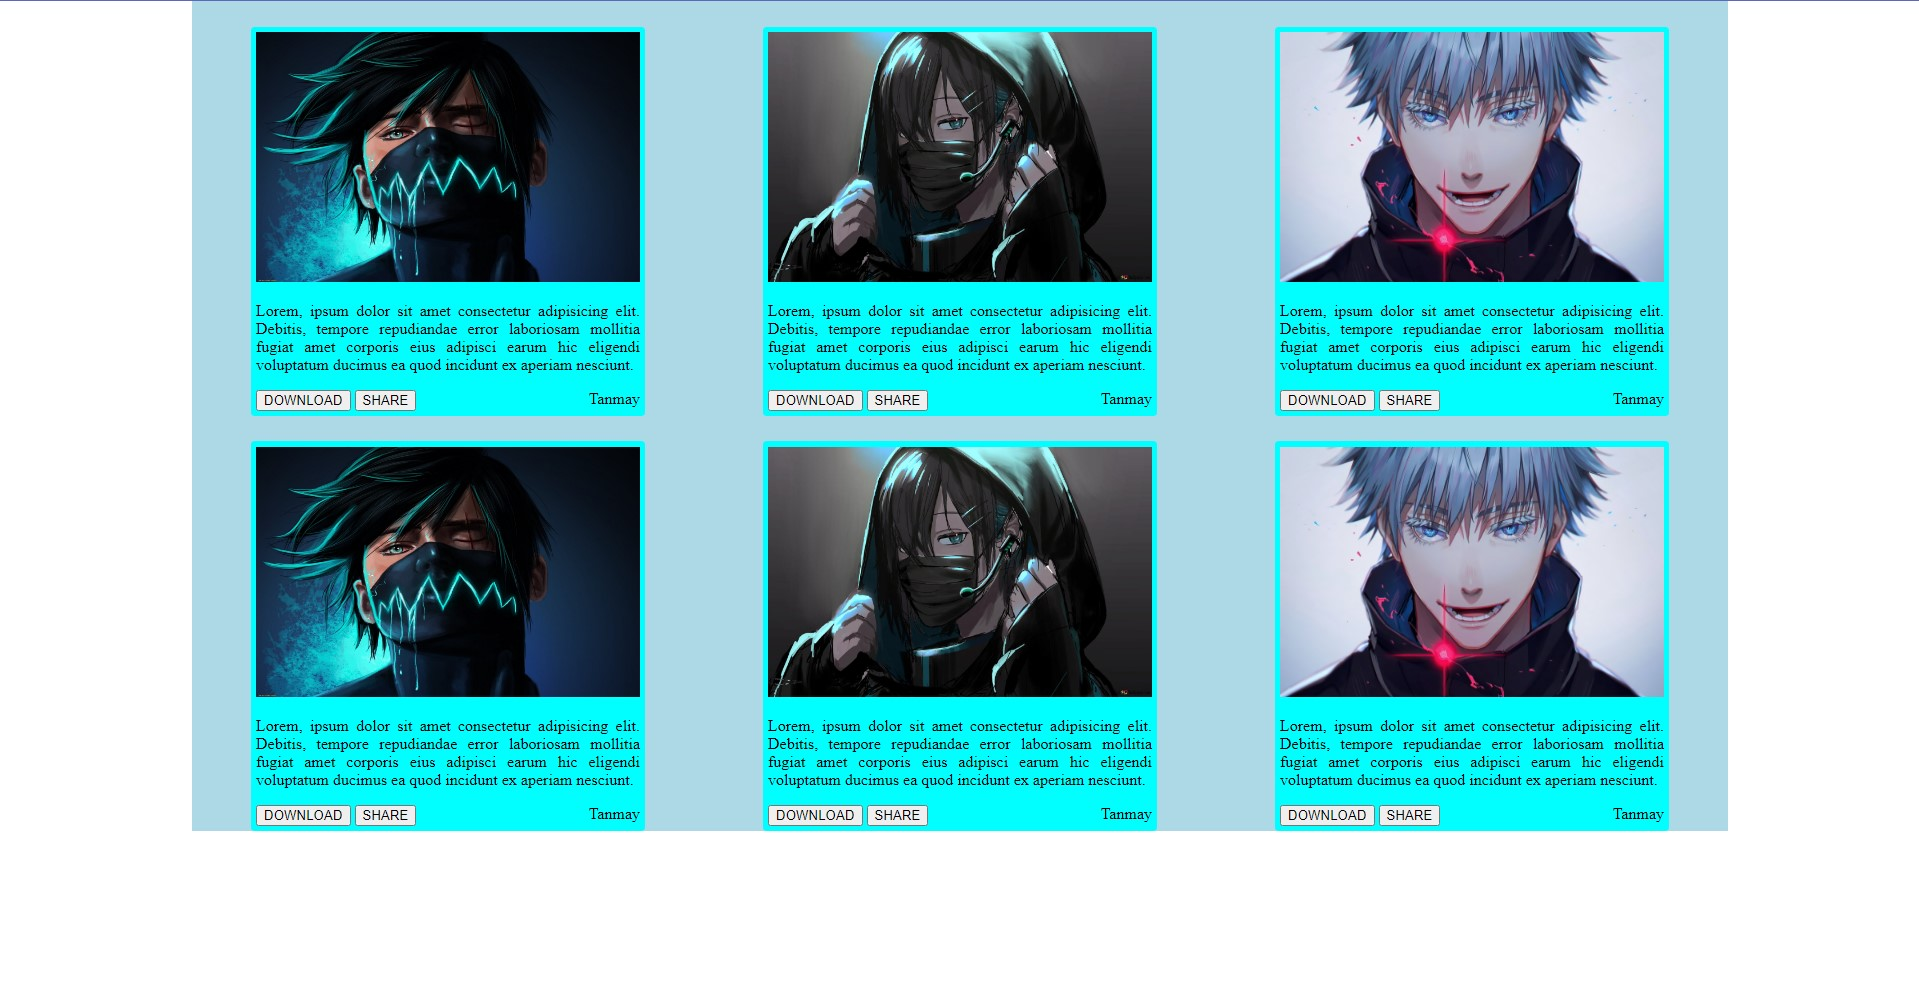 Lorem, ipsum dolor sit amet consectetur adipisicing elit.
Debitis, tempore repudiandae error laboriosam mollitia
fugiat amet corporis eius adipisci earum hic eligendi
voluptatum ducimus ea quod incidunt ex aperiam nesciunt.
DOWNLOAD SHARE Tanmay
Lorem, ipsum dolor sit amet consectetur adipisicing elit.
Debitis, tempore repudiandae error laboriosam mollitia
fugiat amet corporis eius adipisci earum hic eligendi
voluptatum ducimus ea quod incidunt ex aperiam nesciunt.
DOWNLOAD SHARE Tanmay
Lorem, ipsum dolor sit amet consectetur adipisicing elit.
Debitis, tempore repudiandae error laboriosam mollitia
fugiat amet corporis eius adipisci earum hic eligendi
voluptatum ducimus ea quod incidunt ex aperiam nesciunt.
DOWNLOAD SHARE Tanmay
Lorem, ipsum dolor sit amet consectetur adipisicing elit.
Debitis, tempore repudiandae error laboriosam mollitia
fugiat amet corporis eius adipisci earum hic eligendi
voluptatum ducimus ea quod incidunt ex aperiam nesciunt.
DOWNLOAD SHARE Tanmay
Lorem, ipsum dolor sit amet consectetur adipisicing elit.
Debitis, tempore repudiandae error laboriosam mollitia
fugiat amet corporis eius adipisci earum hic eligendi
voluptatum ducimus ea quod incidunt ex aperiam nesciunt.
DOWNLOAD SHARE Tanmay
Lorem, ipsum dolor sit amet consectetur adipisicing elit.
Debitis, tempore repudiandae error laboriosam mollitia
fugiat amet corporis eius adipisci earum hic eligendi
voluptatum ducimus ea quod incidunt ex aperiam nesciunt.
DOWNLOAD SHARE Tanmay